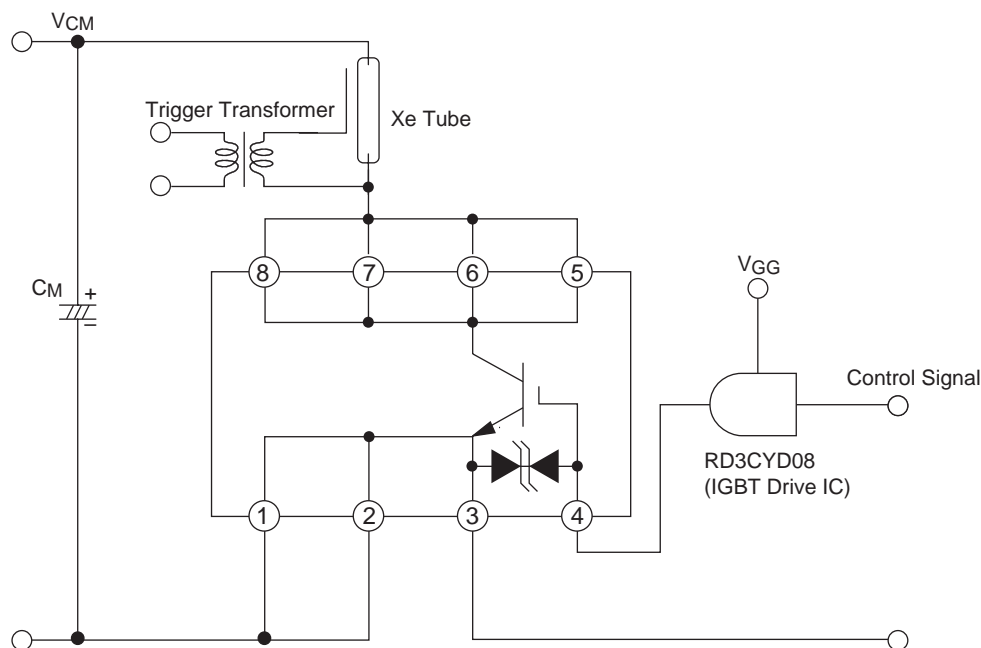 VCM
Trigger Transformer
Xe Tube
8 7 6 5
VGG
CM
+
–
Control Signal
RD3CYD08
(IGBT Drive IC)
1 2 3 4